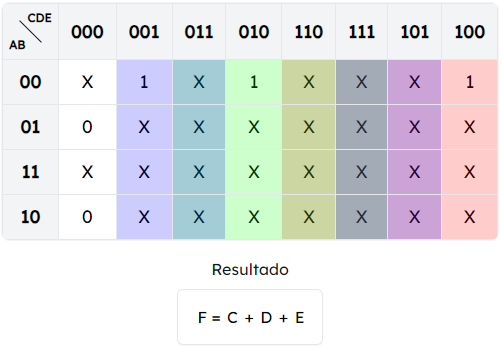 CDE
AB
000 001 011 010 110 111 101 100
00 X 1 X 1 X X X 1
01 0 X X X X X X X
11 X X X X X X X X
10 0 X X X X X X X
Resultado
F = C + D + E